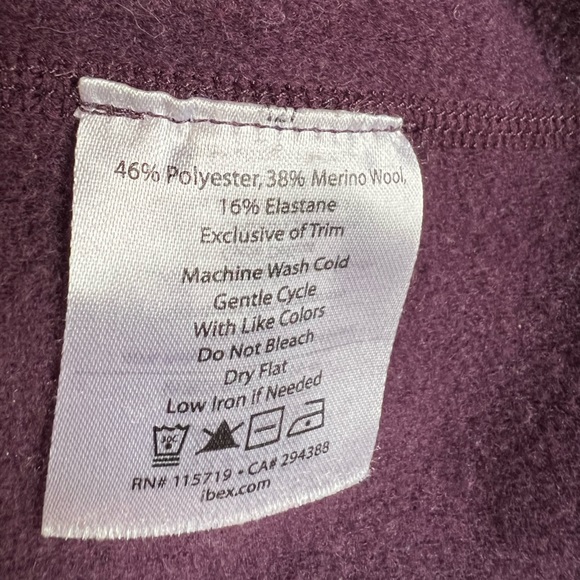 46% Polyester, 38% Merino Wool,
16% Elastane
Exclusive of Trim
Machine Wash Cold
Gentle Cycle
With Like Colors
Do Not Bleach
Dry Flat
Low Iron if Needed
RN# 115719 • CA# 294388
ibex.com